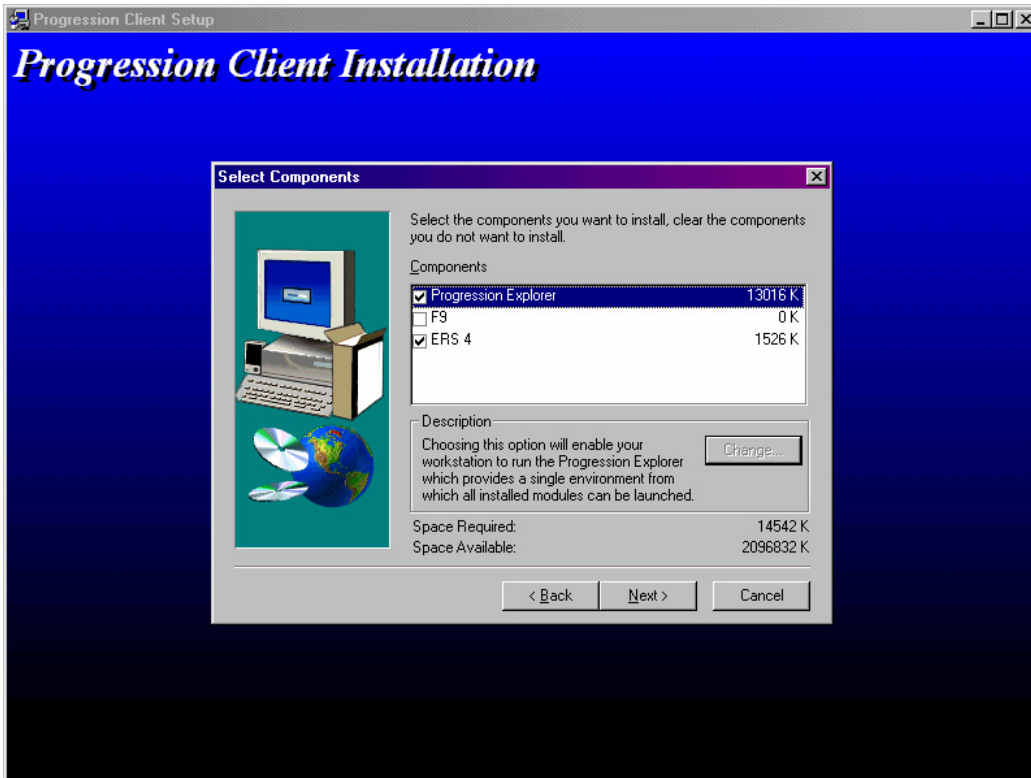 Progression Client Setup
Progression Client Installation
Select Components
Select the components you want to install, clear the components
you do not want to install.
Components
Progression Explorer 13016 K
F9 0 K
ERS 4 1526 K
Description
Choosing this option will enable your
workstation to run the Progression Explorer
which provides a single environment from
which all installed modules can be launched.
Change...
Space Required: 14542 K
Space Available: 2096832 K
< Back Next > Cancel